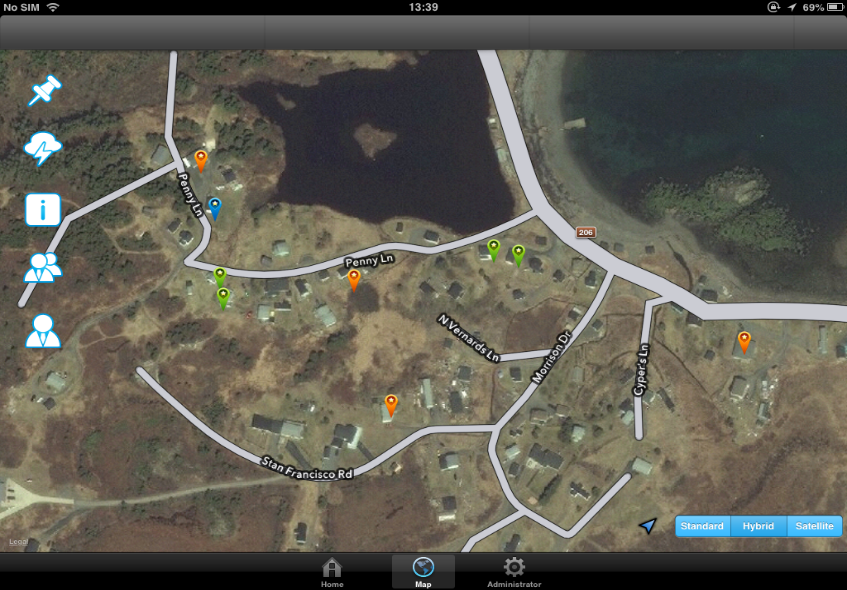 No SIM
13:39
69%
Penny Ln
206
Penny Ln
N Vernards Ln
Morrison Dr
Cyper's Ln
Stan Francisco Rd
Standard Hybrid Satellite
Legal
Home Map Administrator